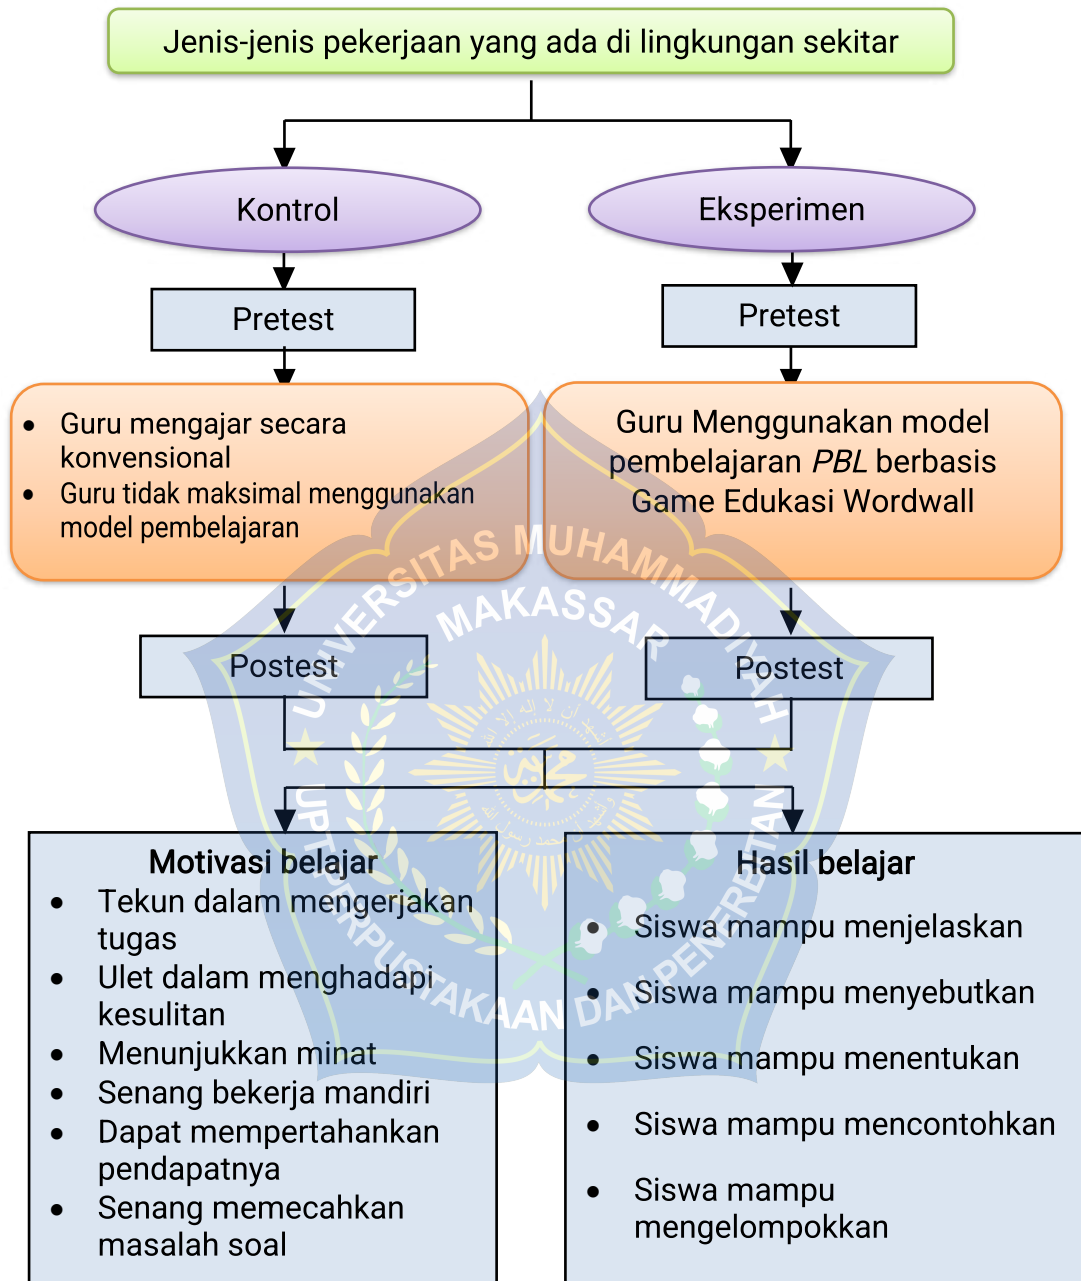 Jenis-jenis pekerjaan yang ada di lingkungan sekitar
Kontrol
Eksperimen
Pretest
Pretest
• Guru mengajar secara
konvensional
• Guru tidak maksimal menggunakan
model pembelajaran
Guru Menggunakan model
pembelajaran PBL berbasis
Game Edukasi Wordwall
UNIVERSITAS MUHAMMADIYAH
MAKASSAR
Postest
Postest
UPT PERPUSTAKAAN DAN PENERBITAN
Motivasi belajar
• Tekun dalam mengerjakan
tugas
• Ulet dalam menghadapi
kesulitan
• Menunjukkan minat
• Senang bekerja mandiri
• Dapat mempertahankan
pendapatnya
• Senang memecahkan
masalah soal
Hasil belajar
• Siswa mampu menjelaskan
• Siswa mampu menyebutkan
• Siswa mampu menentukan
• Siswa mampu mencontohkan
• Siswa mampu
mengelompokkan